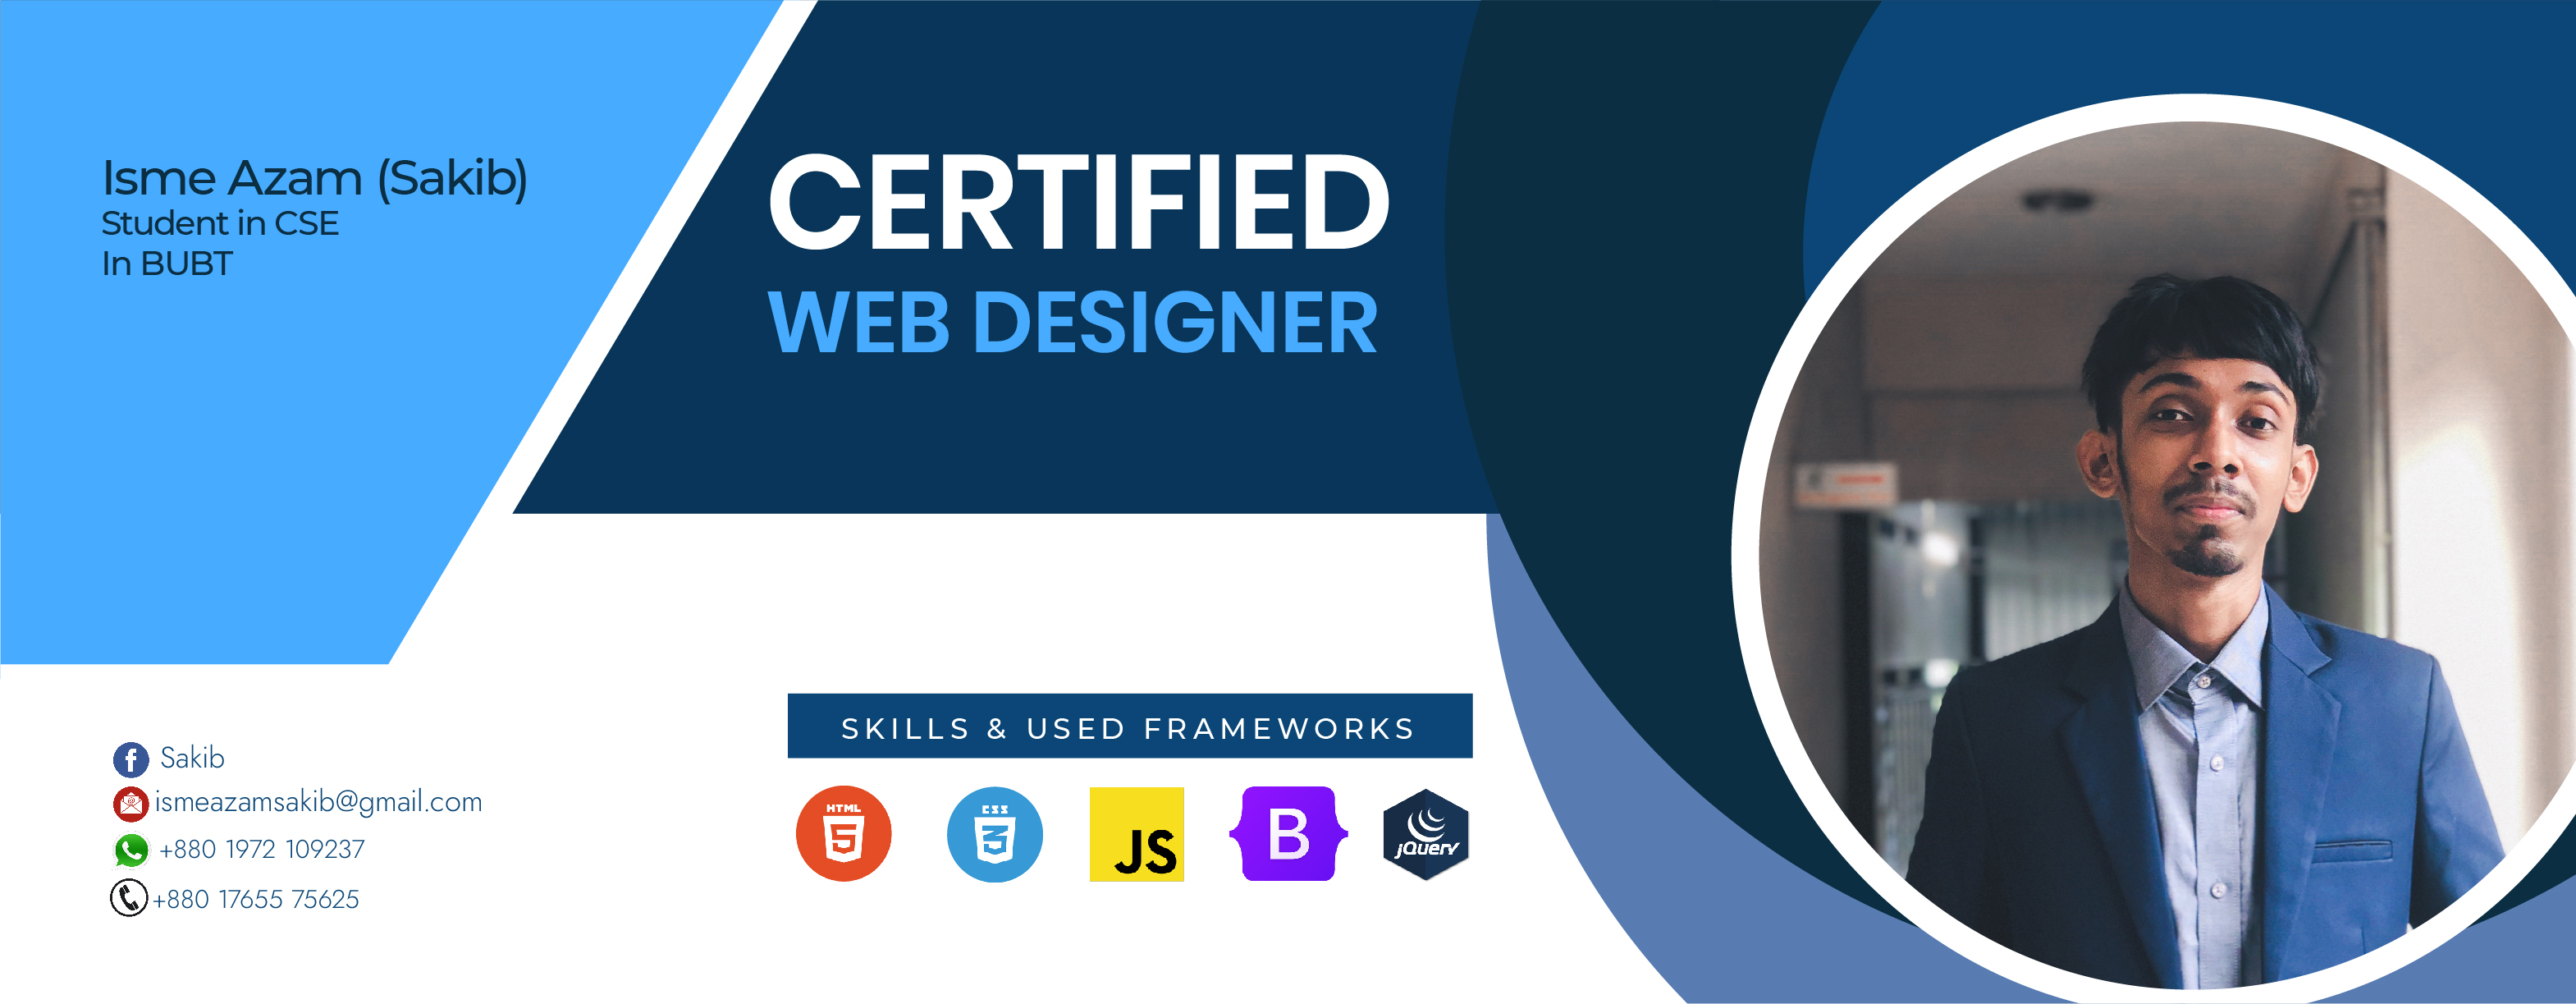 Isme Azam (Sakib)
Student in CSE
In BUBT
CERTIFIED
WEB DESIGNER
Sakib
ismeazamsakib@gmail.com
+880 1972 109237
+880 17655 75625
SKILLS & USED FRAMEWORKS
HTML
5
CSS
3
JS
B
jQuery